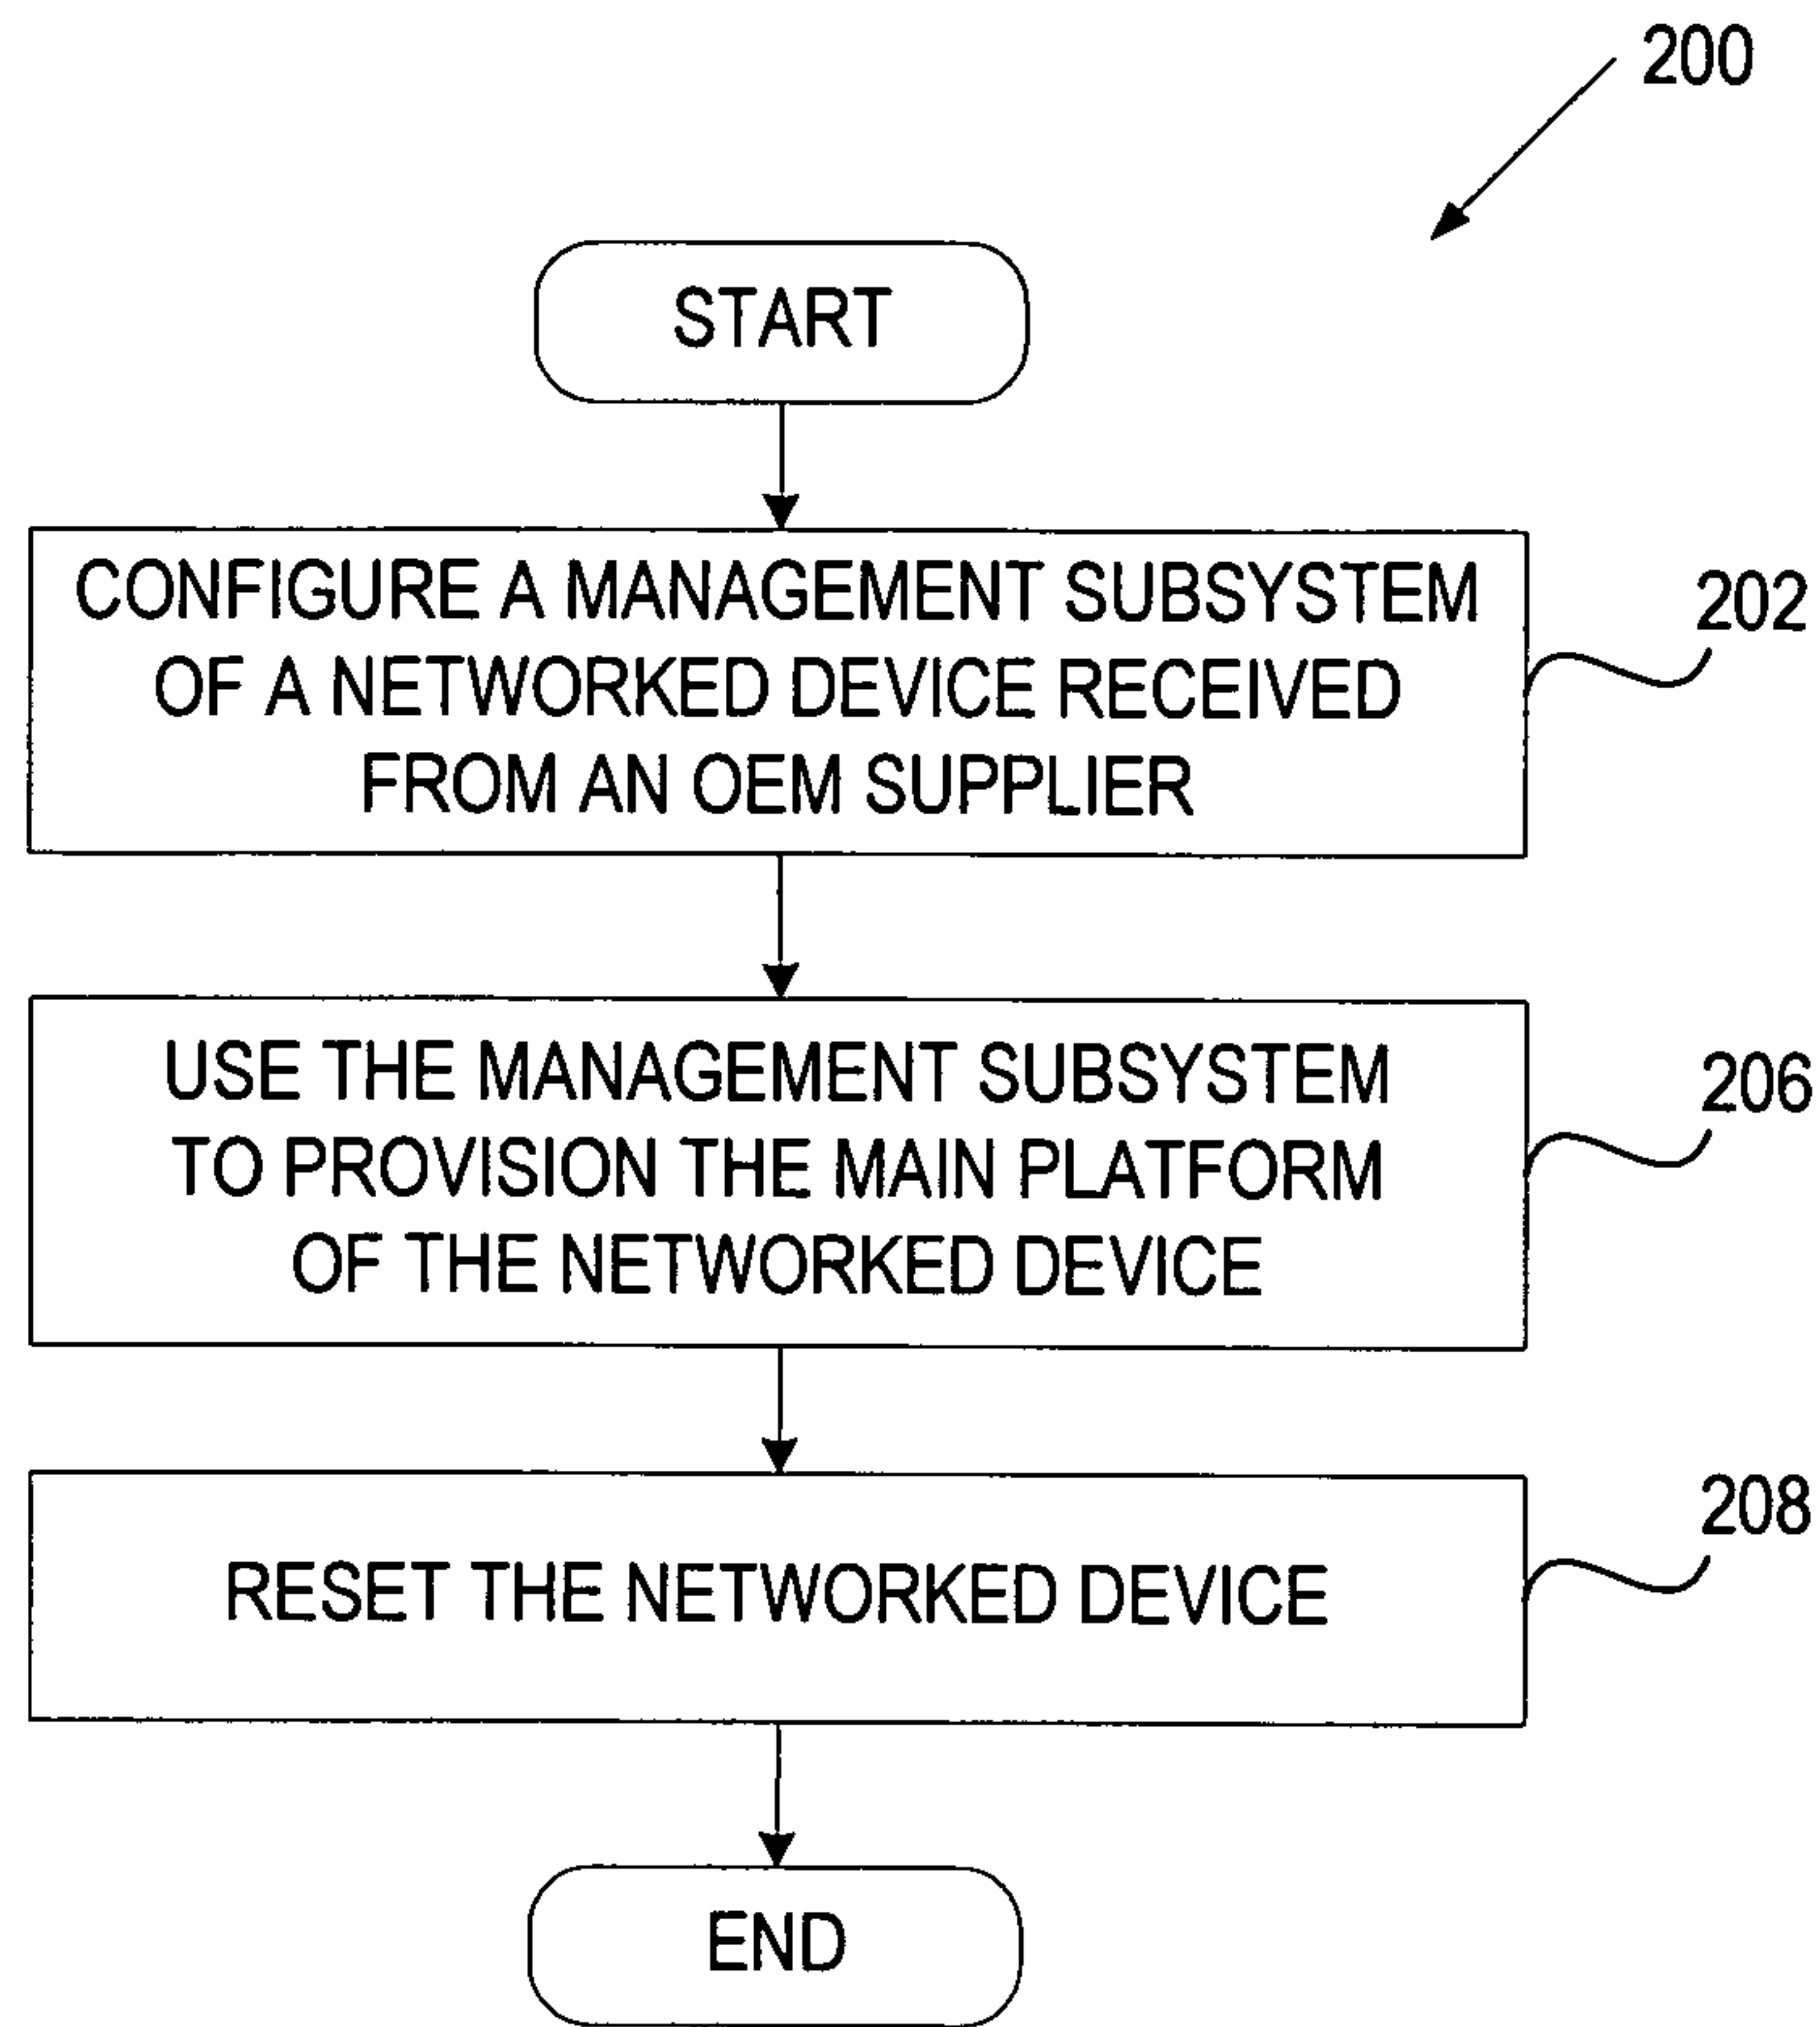 200
START
CONFIGURE A MANAGEMENT SUBSYSTEM
OF A NETWORKED DEVICE RECEIVED
FROM AN OEM SUPPLIER
202
USE THE MANAGEMENT SUBSYSTEM
TO PROVISION THE MAIN PLATFORM
OF THE NETWORKED DEVICE
206
RESET THE NETWORKED DEVICE
208
END